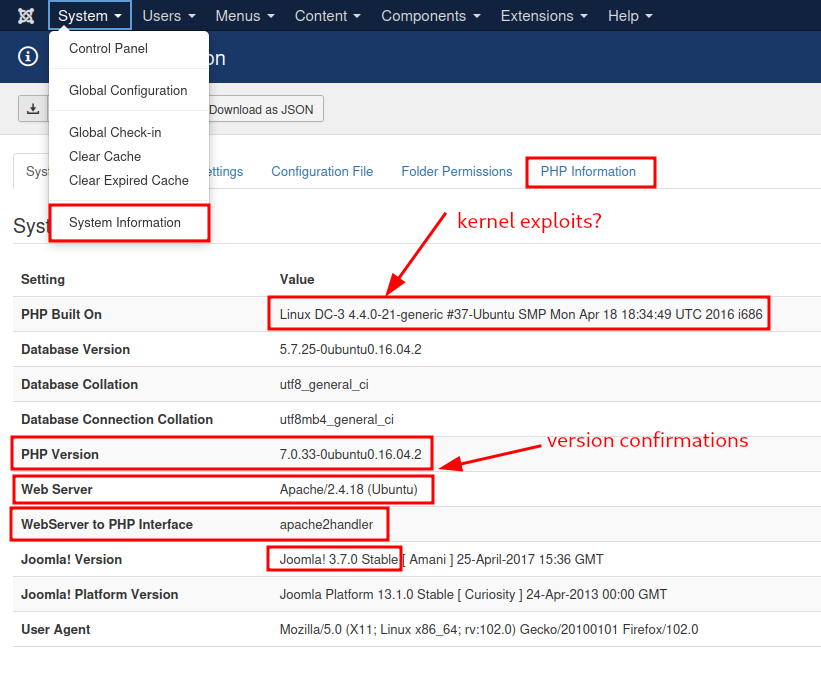 System Users Menus Content Components Extensions Help
Control Panel
on
Global Configuration
Download as JSON
Global Check-in
Clear Cache
Clear Expired Cache
Sys ettings Configuration File Folder Permissions PHP Information
System Information
Syst
kernel exploits?
Setting Value
PHP Built On Linux DC-3 4.4.0-21-generic #37-Ubuntu SMP Mon Apr 18 18:34:49 UTC 2016 i686
Database Version 5.7.25-0ubuntu0.16.04.2
Database Collation utf8_general_ci
Database Connection Collation utf8mb4_general_ci
version confirmations
PHP Version 7.0.33-0ubuntu0.16.04.2
Web Server Apache/2.4.18 (Ubuntu)
WebServer to PHP Interface apache2handler
Joomla! Version Joomla! 3.7.0 Stable [ Amani ] 25-April-2017 15:36 GMT
Joomla! Platform Version Joomla Platform 13.1.0 Stable [ Curiosity ] 24-Apr-2013 00:00 GMT
User Agent Mozilla/5.0 (X11; Linux x86_64; rv:102.0) Gecko/20100101 Firefox/102.0